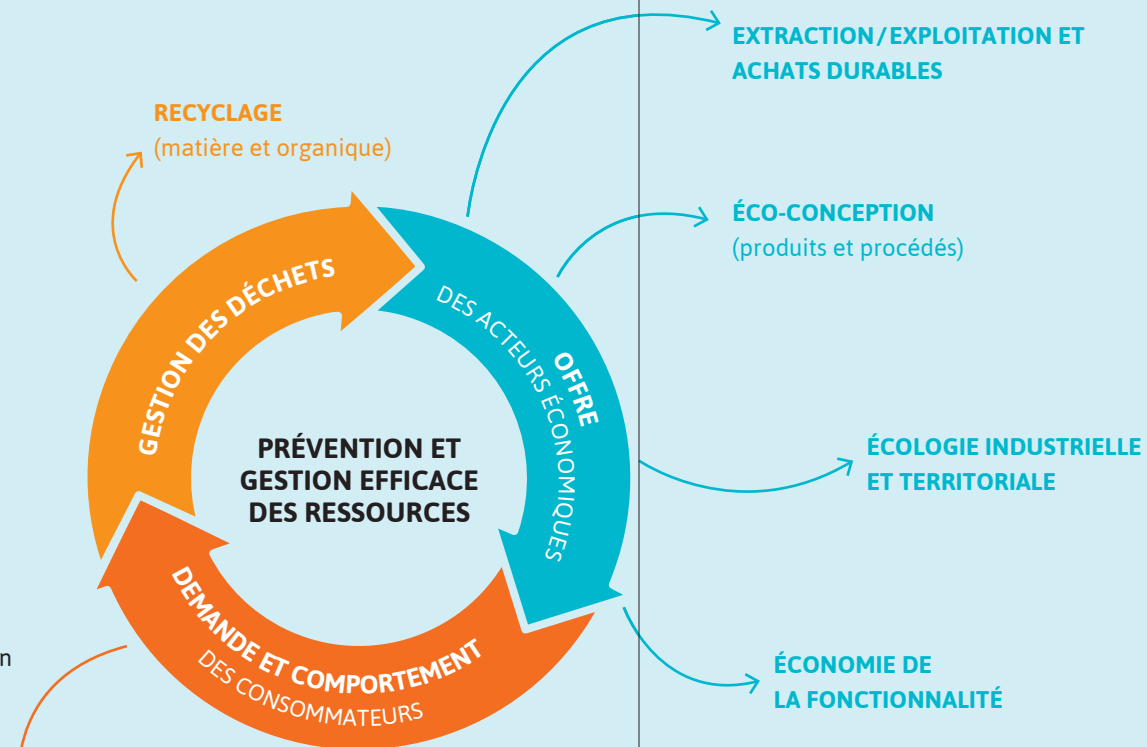 EXTRACTION/EXPLOITATION ET
ACHATS DURABLES
RECYCLAGE
(matière et organique)
ÉCO-CONCEPTION
(produits et procédés)
GESTION DES DÉCHETS
OFFRE
DES ACTEURS ÉCONOMIQUES
PRÉVENTION ET
GESTION EFFICACE
DES RESSOURCES
ÉCOLOGIE INDUSTRIELLE
ET TERRITORIALE
DEMANDE ET COMPORTEMENT
DES CONSOMMATEURS
n
ÉCONOMIE DE
LA FONCTIONNALITÉ